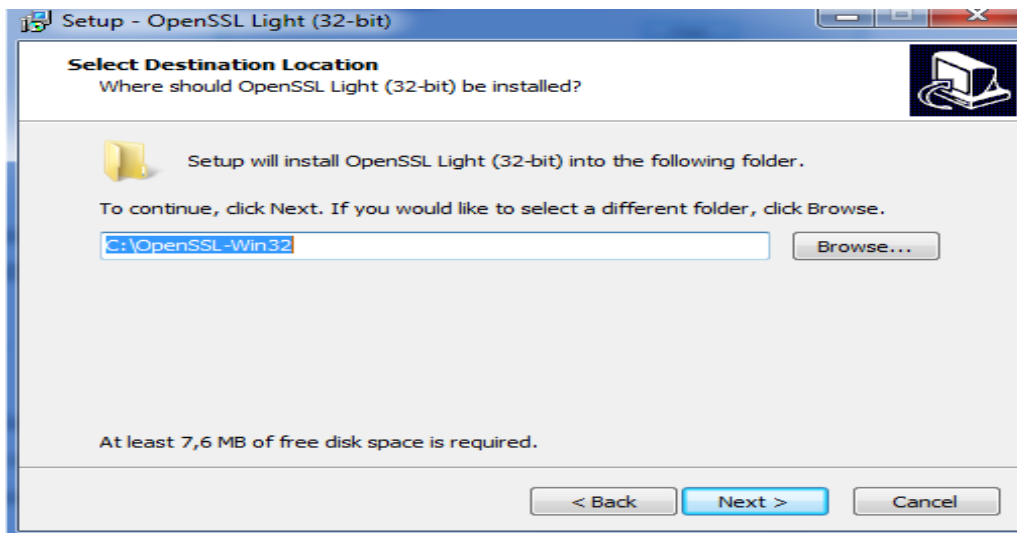 Setup - OpenSSL Light (32-bit)
Select Destination Location
Where should OpenSSL Light (32-bit) be installed?
Setup will install OpenSSL Light (32-bit) into the following folder.
To continue, click Next. If you would like to select a different folder, click Browse.
C:\OpenSSL-Win32
Browse...
At least 7,6 MB of free disk space is required.
< Back
Next >
Cancel